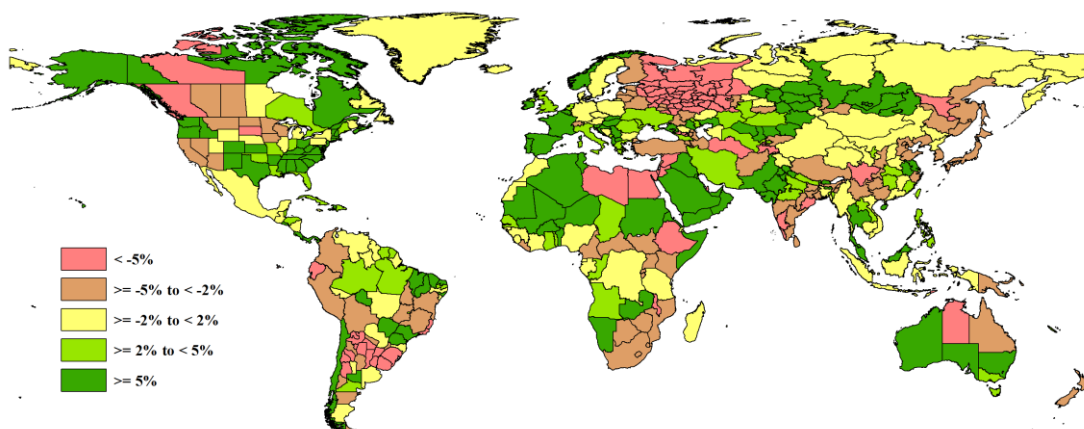 < -5%
>= -5% to < -2%
>= -2% to < 2%
>= 2% to < 5%
>= 5%